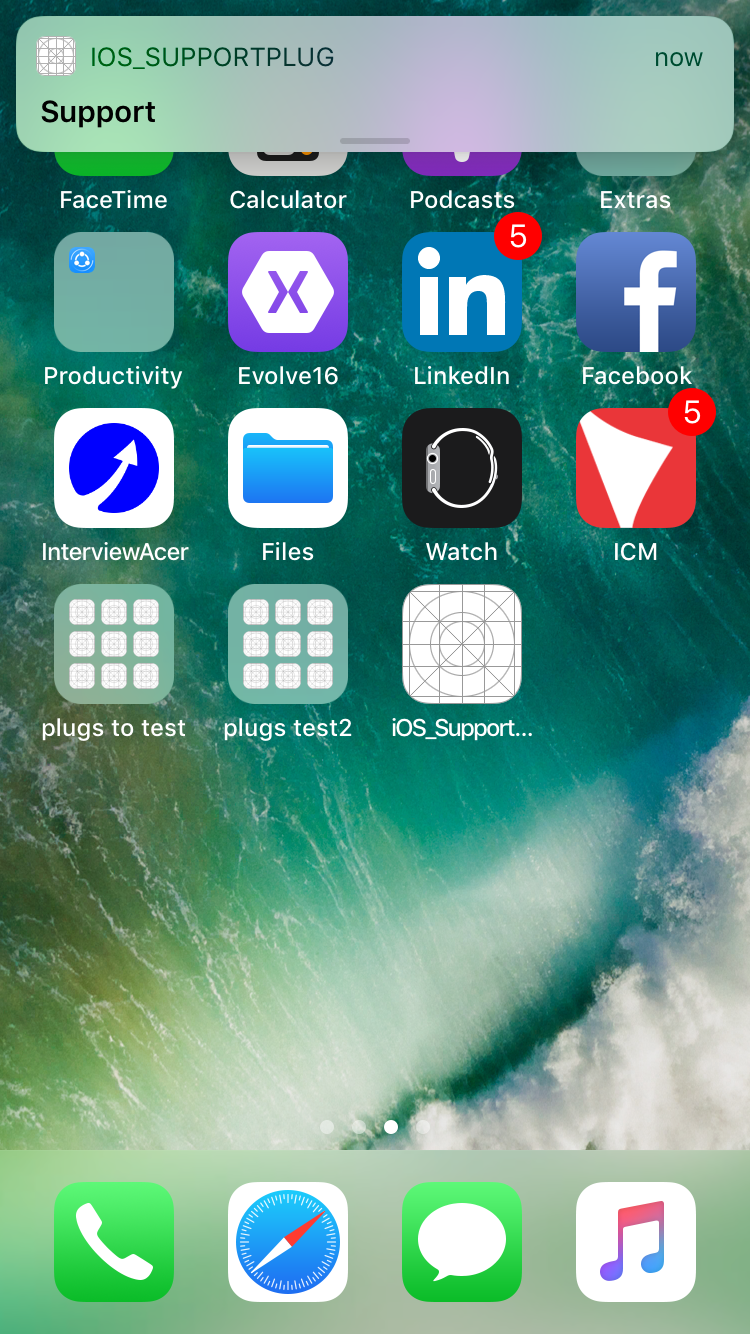 IOS_SUPPORTPLUG now
Support
FaceTime Calculator Podcasts Extras
5
Productivity Evolve16 LinkedIn Facebook
5
InterviewAcer Files Watch ICM
plugs to test plugs test2 iOS_Support...
in
f